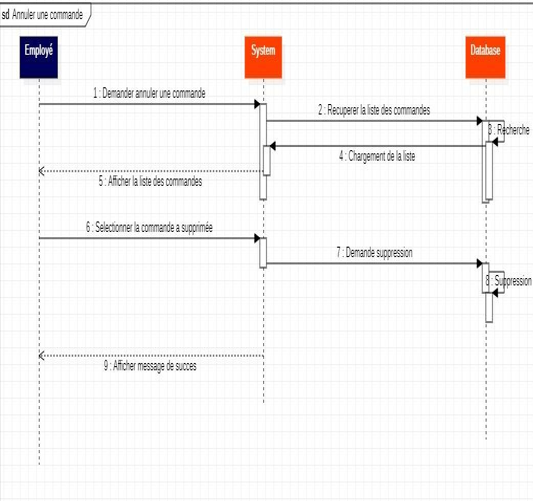 sd Annuler une commande
Employé
System
Database
1 : Demander annuler une commande
2 : Recuperer la liste des commandes
3 : Recherche
4 : Chargement de la liste
5 : Afficher la liste des commandes
6 : Selectionner la commande a supprimée
7 : Demande suppression
8 : Suppression
9 : Afficher message de succes